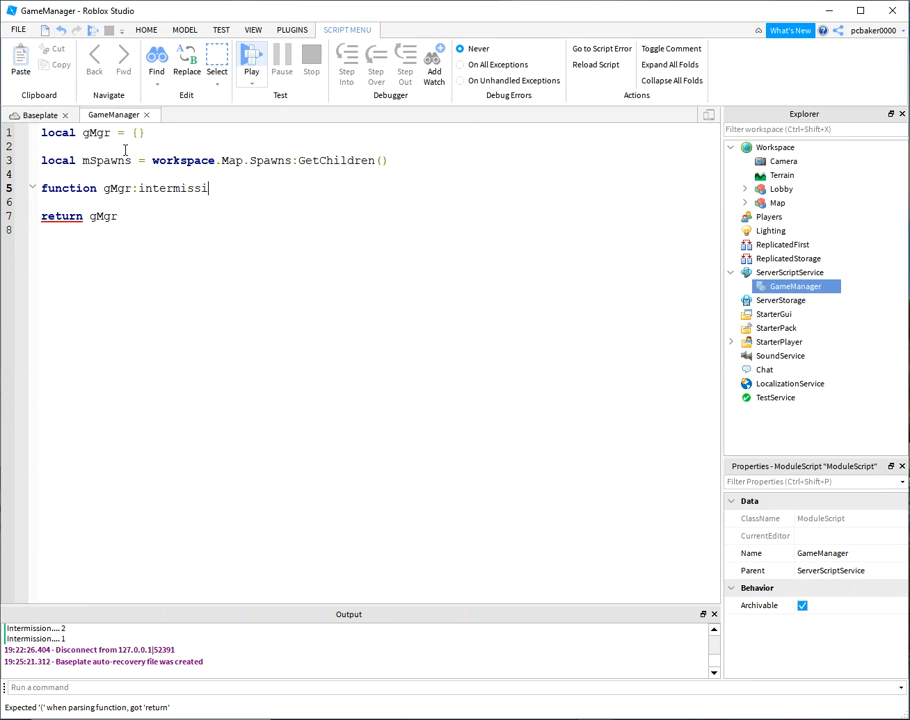 GameManager - Roblox Studio
FILE
HOME
MODEL
TEST
VIEW
PLUGINS
SCRIPT MENU
What's New
pcbaker0000
Paste
Cut
Copy
Back
Fwd
Find
Replace
Select
Play
Pause
Stop
Step Into
Step Over
Step Out
Add Watch
Never
On All Exceptions
On Unhandled Exceptions
Go to Script Error
Reload Script
Toggle Comment
Expand All Folds
Collapse All Folds
Clipboard
Navigate
Edit
Test
Debugger
Debug Errors
Actions
Baseplate
GameManager
1 local gMgr = {}
2
3 local mSpawns = workspace.Map.Spawns:GetChildren()
4
5 function gMgr:intermissi
6
7 return gMgr
8
Explorer
Filter workspace (Ctrl+Shift+X)
Workspace
Camera
Terrain
Lobby
Map
Players
Lighting
ReplicatedFirst
ReplicatedStorage
ServerScriptService
GameManager
ServerStorage
StarterGui
StarterPack
StarterPlayer
SoundService
Chat
LocalizationService
TestService
Properties - ModuleScript "ModuleScript"
Filter Properties (Ctrl+Shift+P)
Data
ClassName ModuleScript
CurrentEditor
Name GameManager
Parent ServerScriptService
Behavior
Archivable
Output
Intermission.... 2
Intermission.... 1
19:22:26.404 - Disconnect from 127.0.0.1|52391
19:25:21.312 - Baseplate auto-recovery file was created
Run a command
Expected '(' when parsing function, got 'return'